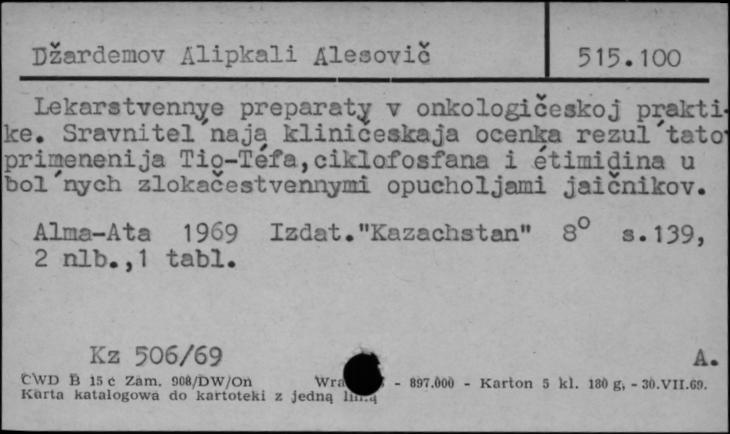 Džardemov Alipkali Alesovič 515.100
Lekarstvennye preparaty v onkologičeskoj prakti-
ke. Sravnitel´naja kliničeskaja ocenka rezul´tato
primenenija Tio-Téfa,ciklofosfana i étimidina u
bol´nych zlokačestvennymi opucholjami jaičnikov.
Alma-Ata 1969 Izdat."Kazachstan" 8° s.139,
2 nlb.,1 tabl.
Kz 506/69 A.
CWD B 15 c Zam. 908/DW/On - 897.000 - Karton 5 kl. 180 g, - 30.VII.69.
Karta katalogowa do kartoteki z jedną